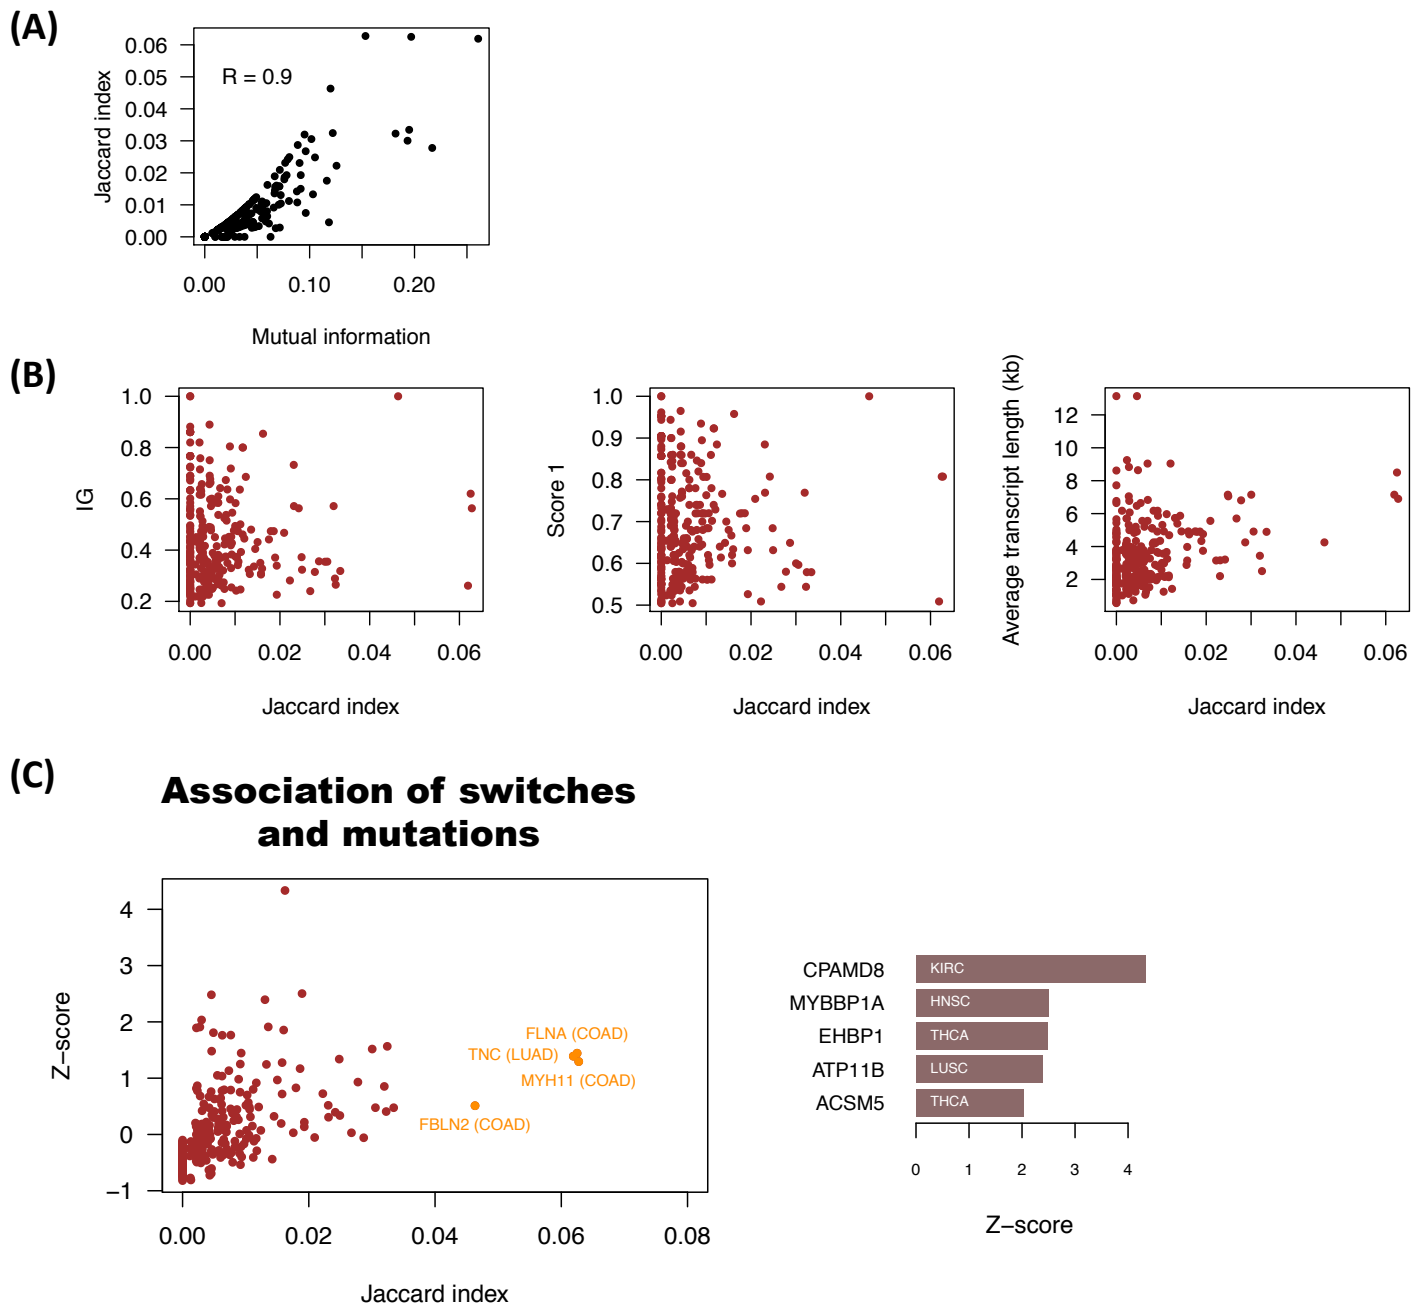 (A)
Jaccard index
0.06
0.05
0.04
0.03
0.02
0.01
0.00
R = 0.9
0.00 0.10 0.20
Mutual information
(B)
IG
1.0
0.8
0.6
0.4
0.2
0.00 0.02 0.04 0.06
Jaccard index
Score 1
1.0
0.9
0.8
0.7
0.6
0.5
0.00 0.02 0.04 0.06
Jaccard index
Average transcript length (kb)
12
10
8
6
4
2
0.00 0.02 0.04 0.06
Jaccard index
(C)
Association of switches
and mutations
Z−score
4
3
2
1
0
−1
FLNA (COAD)
TNC (LUAD)
MYH11 (COAD)
FBLN2 (COAD)
0.00 0.02 0.04 0.06 0.08
Jaccard index
CPAMD8 KIRC
MYBBP1A HNSC
EHBP1 THCA
ATP11B LUSC
ACSM5 THCA
0 1 2 3 4
Z−score